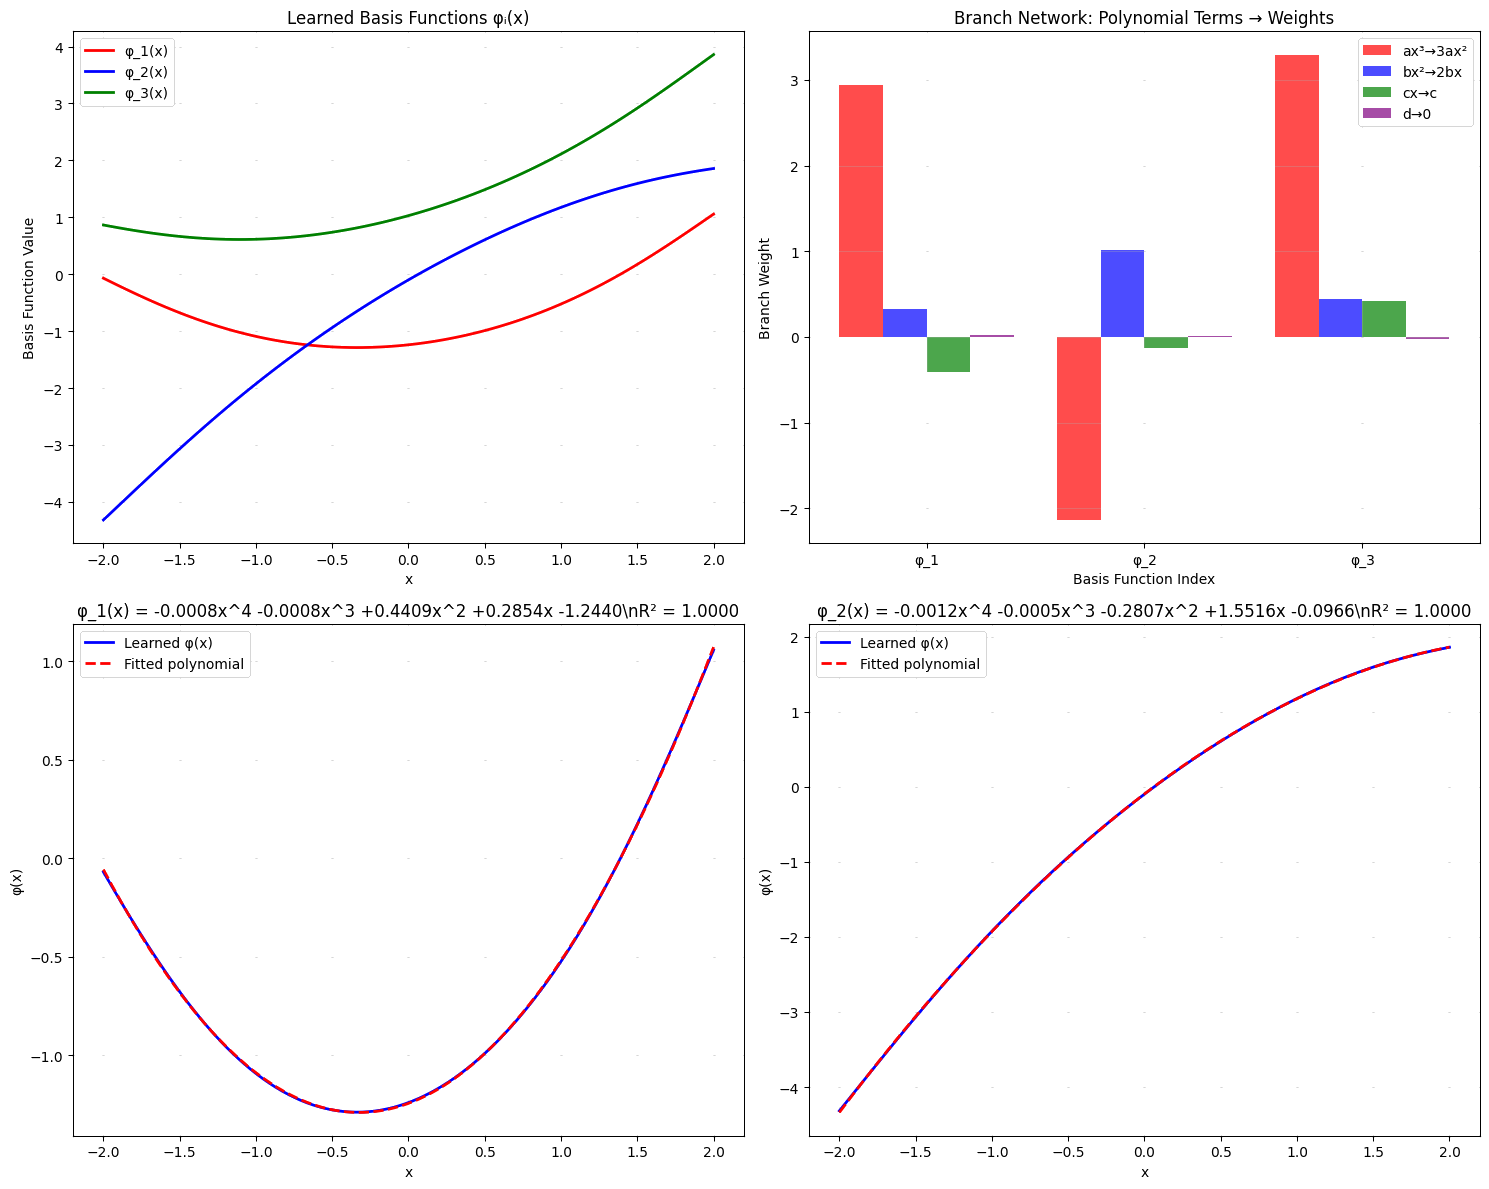 Learned Basis Functions φᵢ(x)
φ_1(x)
φ_2(x)
φ_3(x)
Basis Function Value
4
3
2
1
0
−1
−2
−3
−4
−2.0 −1.5 −1.0 −0.5 0.0 0.5 1.0 1.5 2.0
x
Branch Network: Polynomial Terms → Weights
ax³→3ax²
bx²→2bx
cx→c
d→0
Branch Weight
3
2
1
0
−1
−2
φ_1 φ_2 φ_3
Basis Function Index
φ_1(x) = -0.0008x^4 -0.0008x^3 +0.4409x^2 +0.2854x -1.2440\nR² = 1.0000
Learned φ(x)
Fitted polynomial
φ(x)
1.0
0.5
0.0
−0.5
−1.0
−2.0 −1.5 −1.0 −0.5 0.0 0.5 1.0 1.5 2.0
x
φ_2(x) = -0.0012x^4 -0.0005x^3 -0.2807x^2 +1.5516x -0.0966\nR² = 1.0000
Learned φ(x)
Fitted polynomial
φ(x)
2
1
0
−1
−2
−3
−4
−2.0 −1.5 −1.0 −0.5 0.0 0.5 1.0 1.5 2.0
x